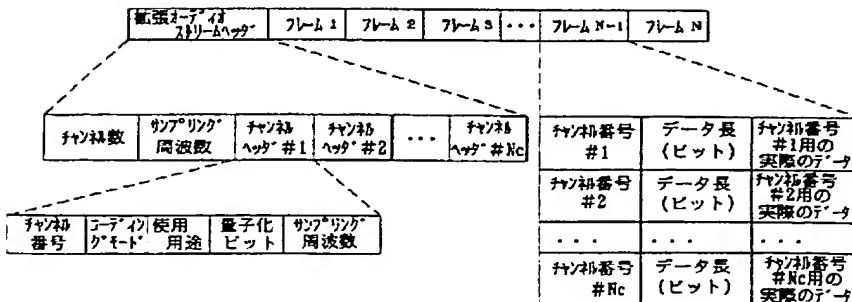 拡張オーディオ
ストリームヘッダ
フレーム 1
フレーム 2
フレーム 3
・・・
フレーム N-1
フレーム N
チャンネル数
サンプリング
周波数
チャンネル
ヘッダ #1
チャンネル
ヘッダ #2
・・・
チャンネル
ヘッダ #Nc
チャンネル
番号
コーディン
グモード
使用
用途
量子化
ビット
サンプリング
周波数
チャンネル番号
#1
データ長
(ビット)
チャンネル番号
#1用の
実際のデータ
チャンネル番号
#2
データ長
(ビット)
チャンネル番号
#2用の
実際のデータ
・・・
・・・
・・・
チャンネル番号
#Nc
データ長
(ビット)
チャンネル番号
#Nc用の
実際のデータ